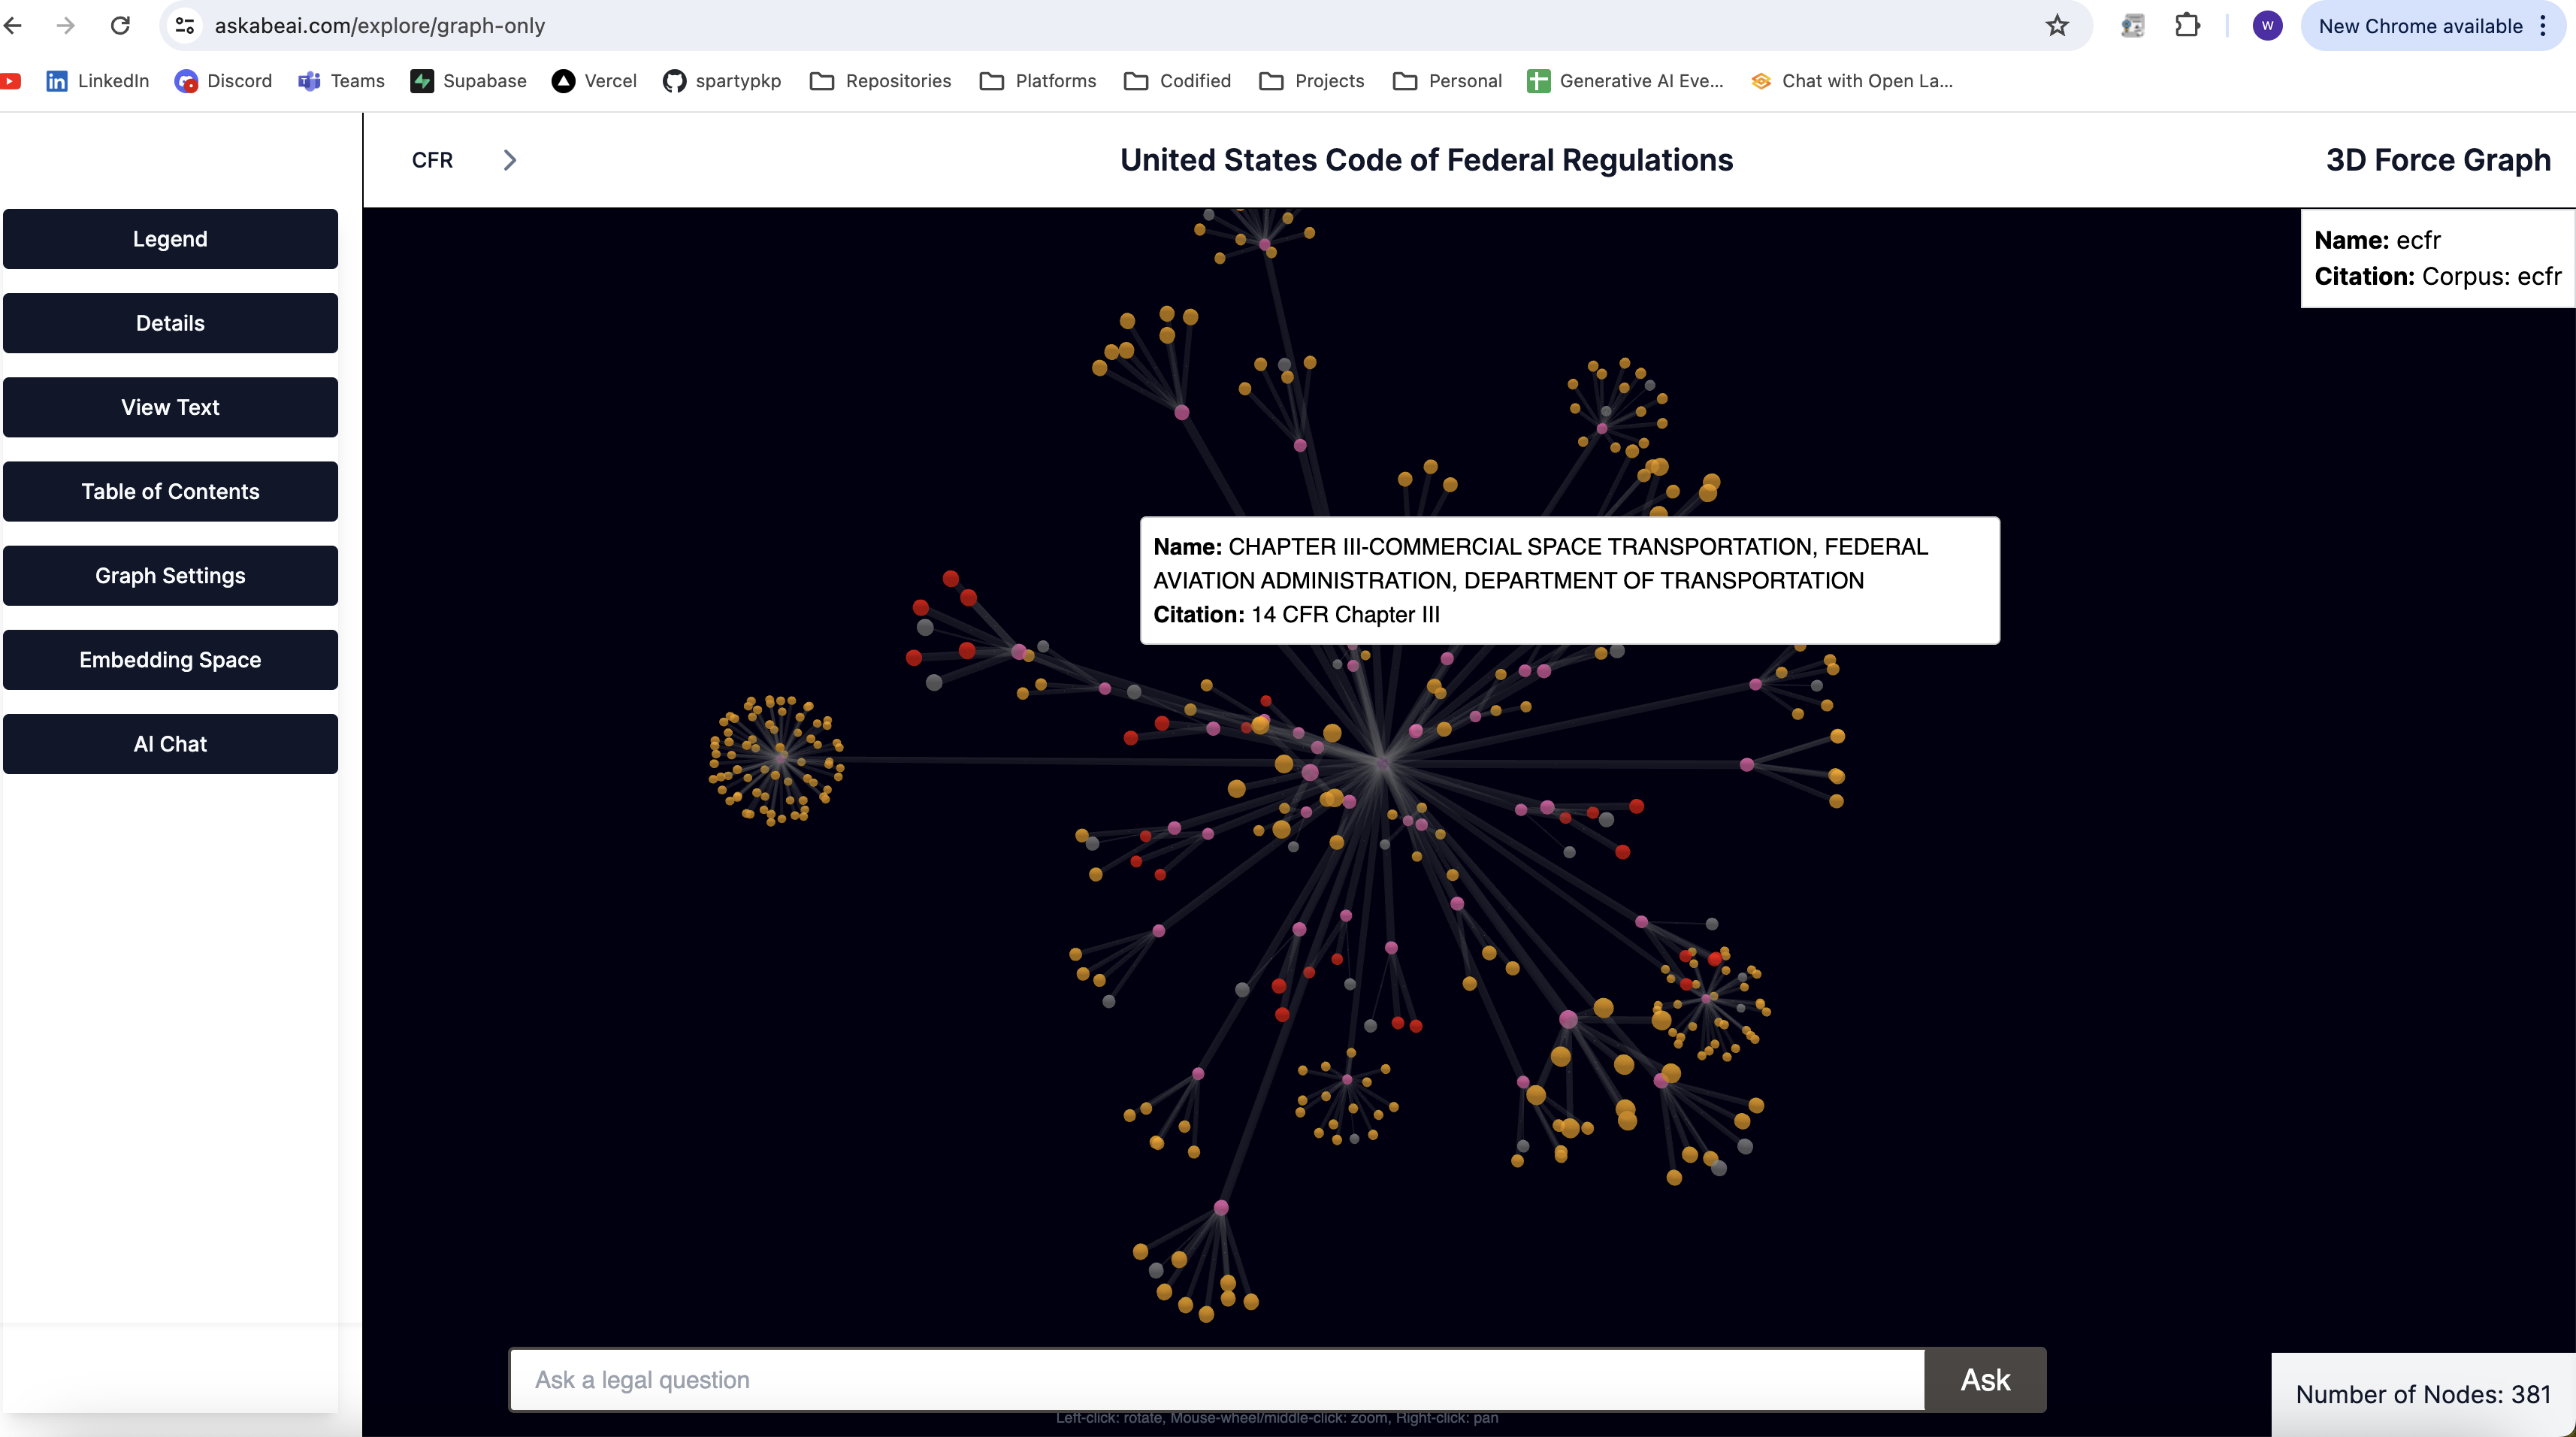 askabeai.com/explore/graph-only
W
New Chrome available
LinkedIn
Discord
Teams
Supabase
Vercel
spartypkp
Repositories
Platforms
Codified
Projects
Personal
Generative AI Eve...
Chat with Open La...
CFR
United States Code of Federal Regulations
3D Force Graph
Legend
Details
View Text
Table of Contents
Graph Settings
Embedding Space
AI Chat
Name: ecfr
Citation: Corpus: ecfr
Name: CHAPTER III-COMMERCIAL SPACE TRANSPORTATION, FEDERAL
AVIATION ADMINISTRATION, DEPARTMENT OF TRANSPORTATION
Citation: 14 CFR Chapter III
Ask a legal question
Ask
Left-click: rotate, Mouse-wheel/middle-click: zoom, Right-click: pan
Number of Nodes: 381